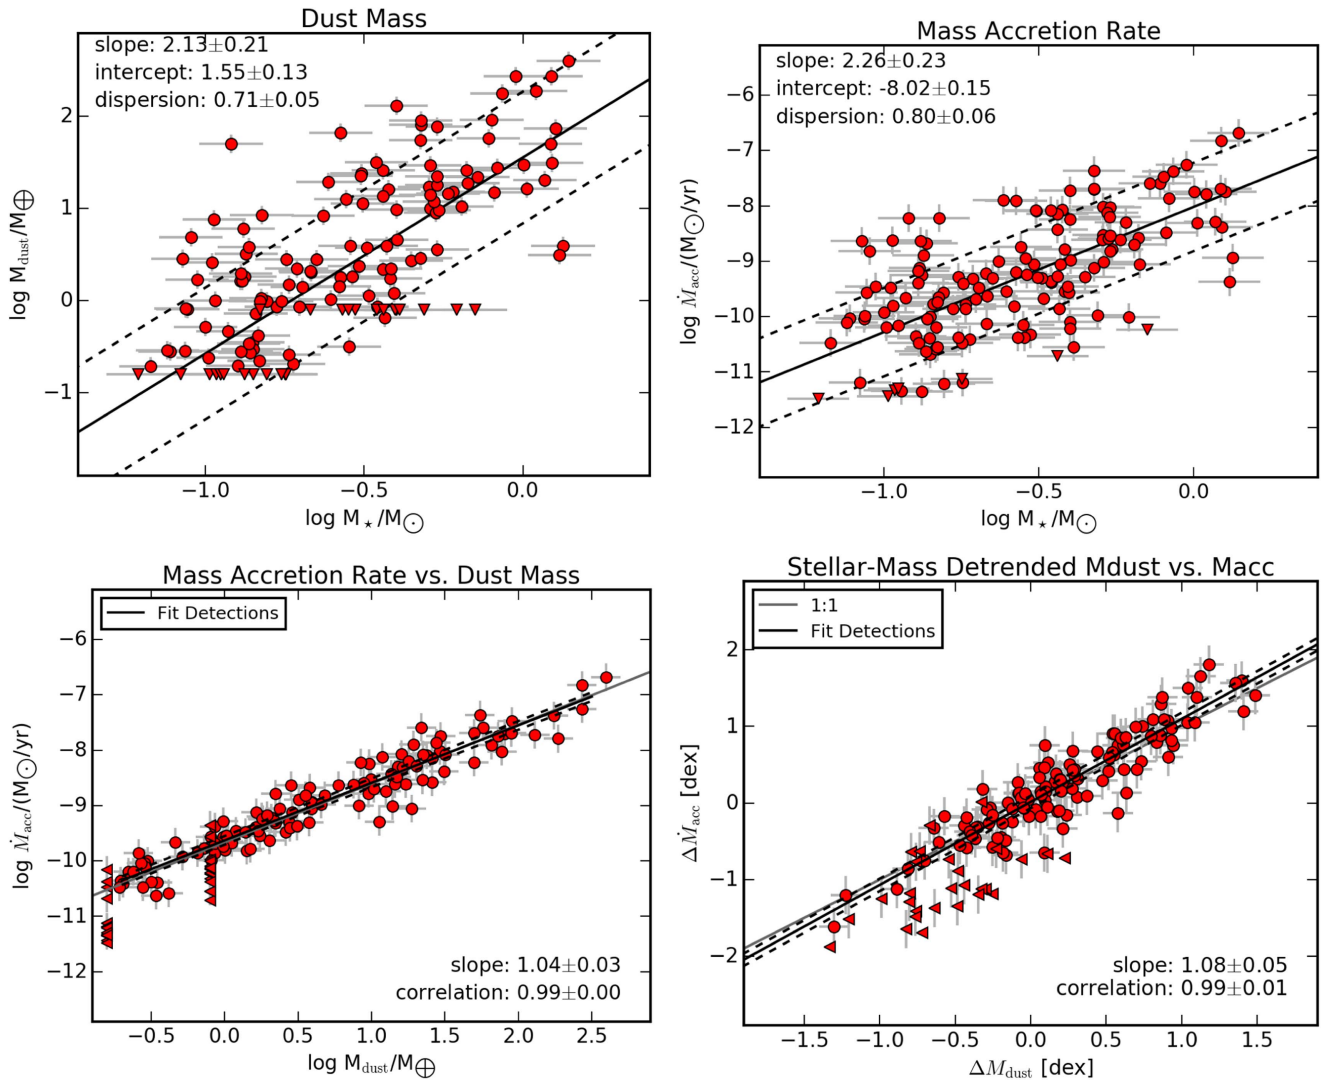 Dust Mass
slope: 2.13±0.21
intercept: 1.55±0.13
dispersion: 0.71±0.05
log M_dust/M⊕
2
1
0
−1
−1.0 −0.5 0.0
log M⋆/M⊙
Mass Accretion Rate
slope: 2.26±0.23
intercept: -8.02±0.15
dispersion: 0.80±0.06
log Ṁ_acc/(M⊙/yr)
−6
−7
−8
−9
−10
−11
−12
−1.0 −0.5 0.0
log M⋆/M⊙
Mass Accretion Rate vs. Dust Mass
Fit Detections
log Ṁ_acc/(M⊙/yr)
−6
−7
−8
−9
−10
−11
−12
slope: 1.04±0.03
correlation: 0.99±0.00
−0.5 0.0 0.5 1.0 1.5 2.0 2.5
log M_dust/M⊕
Stellar-Mass Detrended Mdust vs. Macc
1:1
Fit Detections
ΔṀ_acc [dex]
2
1
0
−1
−2
slope: 1.08±0.05
correlation: 0.99±0.01
−1.5 −1.0 −0.5 0.0 0.5 1.0 1.5
ΔM_dust [dex]